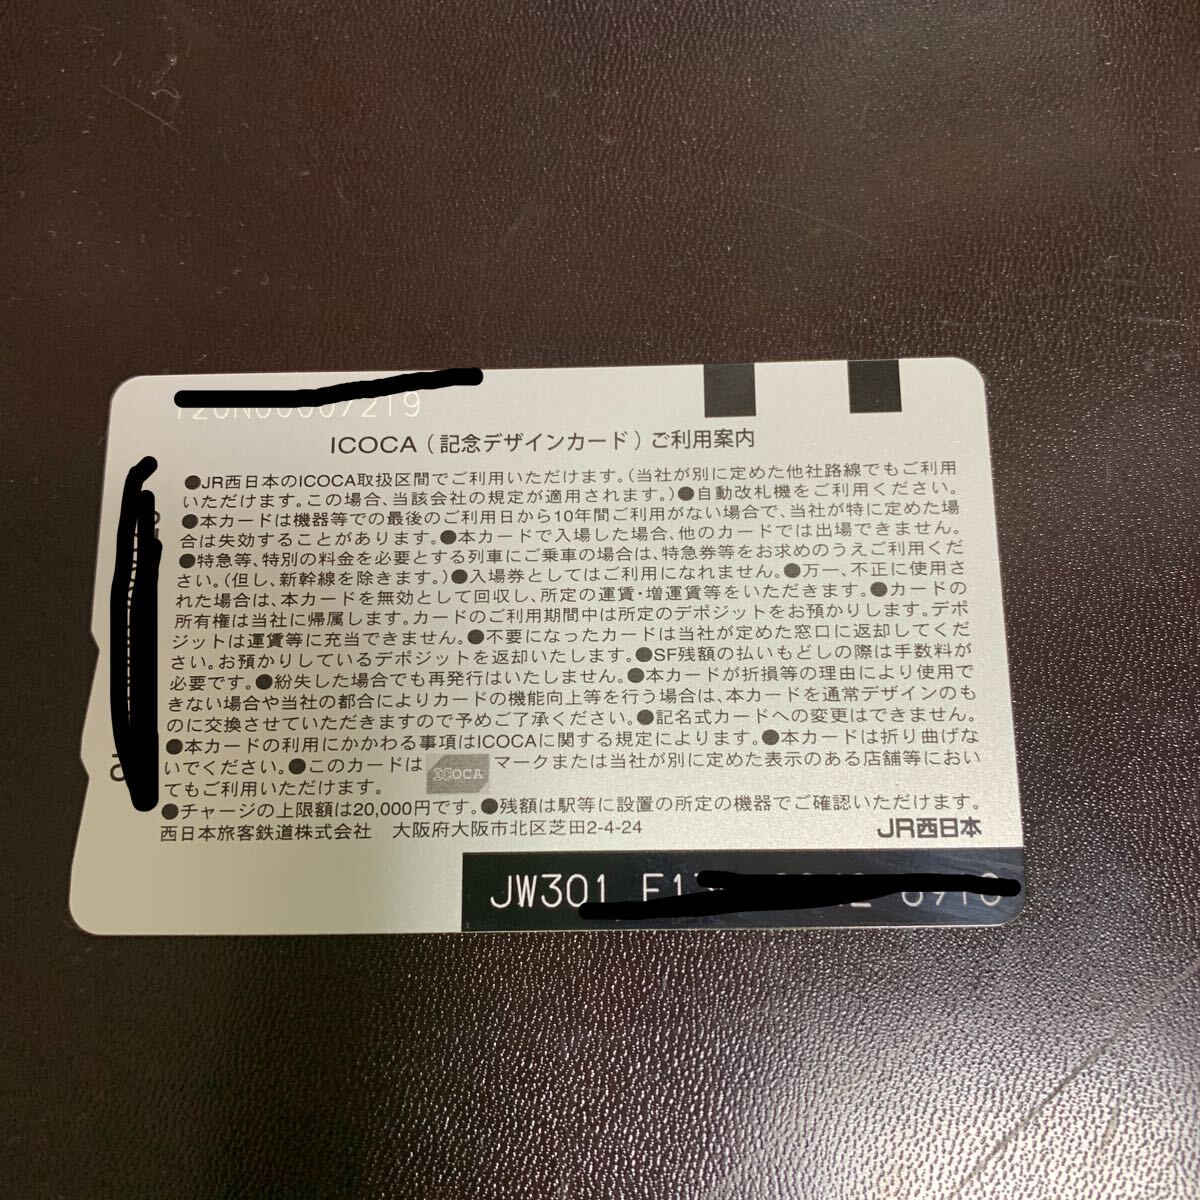 ICOCA（記念デザインカード）ご利用案内
●JR西日本のICOCA取扱区間でご利用いただけます。（当社が別に定めた他社路線でもご利用
いただけます。この場合、当該会社の規定が適用されます。）●自動改札機をご利用ください。
●本カードは機器等での最後のご利用日から10年間ご利用がない場合で、当社が特に定めた場
合は失効することがあります。●本カードで入場した場合、他のカードでは出場できません。
●特急等、特別の料金を必要とする列車にご乗車の場合は、特急券等をお求めのうえご利用くだ
さい。（但し、新幹線を除きます。）●入場券としてはご利用になれません。●万一、不正に使用さ
れた場合は、本カードを無効として回収し、所定の運賃・増運賃等をいただきます。●カードの
所有権は当社に帰属します。カードのご利用期間中は所定のデポジットをお預かりします。デポ
ジットは運賃等に充当できません。●不要になったカードは当社が定めた窓口に返却してくだ
さい。お預かりしているデポジットを返却いたします。●SF残額の払いもどしの際は手数料が
必要です。●紛失した場合でも再発行はいたしません。●本カードが折損等の理由により使用で
きない場合や当社の都合によりカードの機能向上等を行う場合は、本カードを通常デザインのも
のに交換させていただきますので予めご了承ください。●記名式カードへの変更はできません。
●本カードの利用にかかわる事項はICOCAに関する規定によります。●本カードは折り曲げな
いでください。●このカードは ICOCA マークまたは当社が別に定めた表示のある店舗等におい
てもご利用いただけます。
●チャージの上限額は20,000円です。●残額は駅等に設置の所定の機器でご確認いただけます。
西日本旅客鉄道株式会社 大阪府大阪市北区芝田2-4-24 JR西日本
JW301